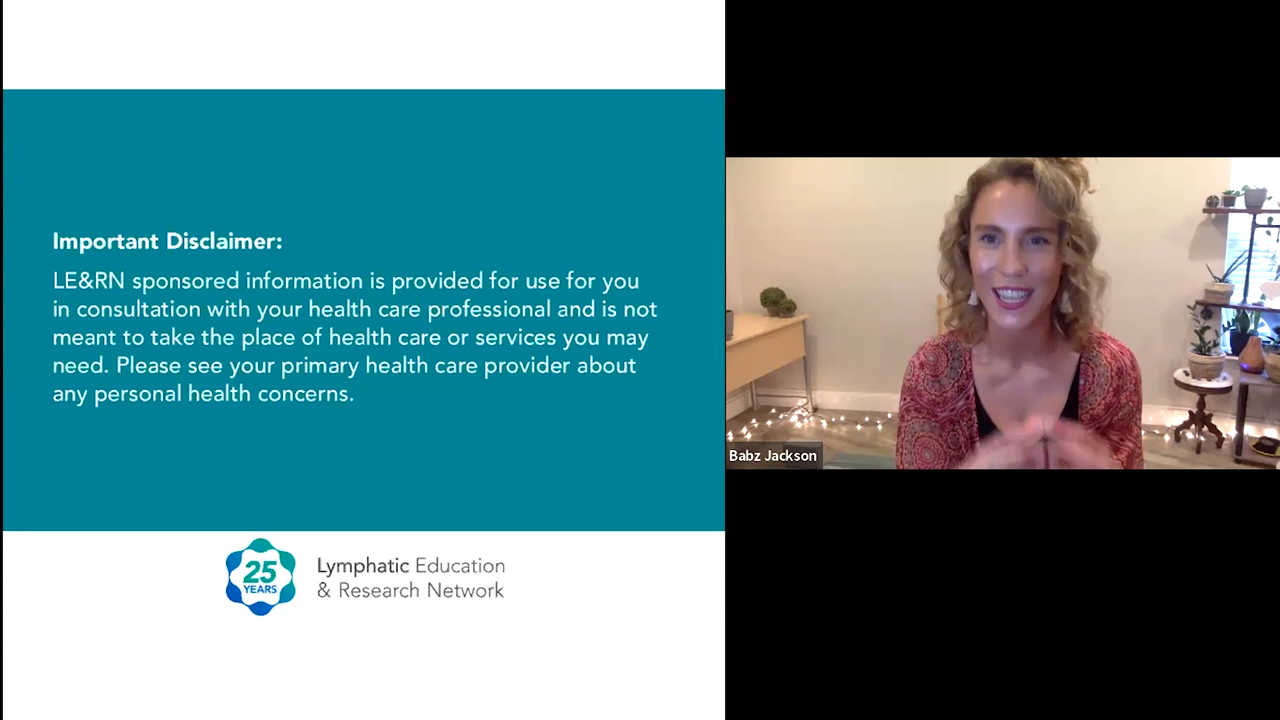 Important Disclaimer:
LE&RN sponsored information is provided for use for you
in consultation with your health care professional and is not
meant to take the place of health care or services you may
need. Please see your primary health care provider about
any personal health concerns.
25
YEARS
Lymphatic Education
& Research Network
Babz Jackson